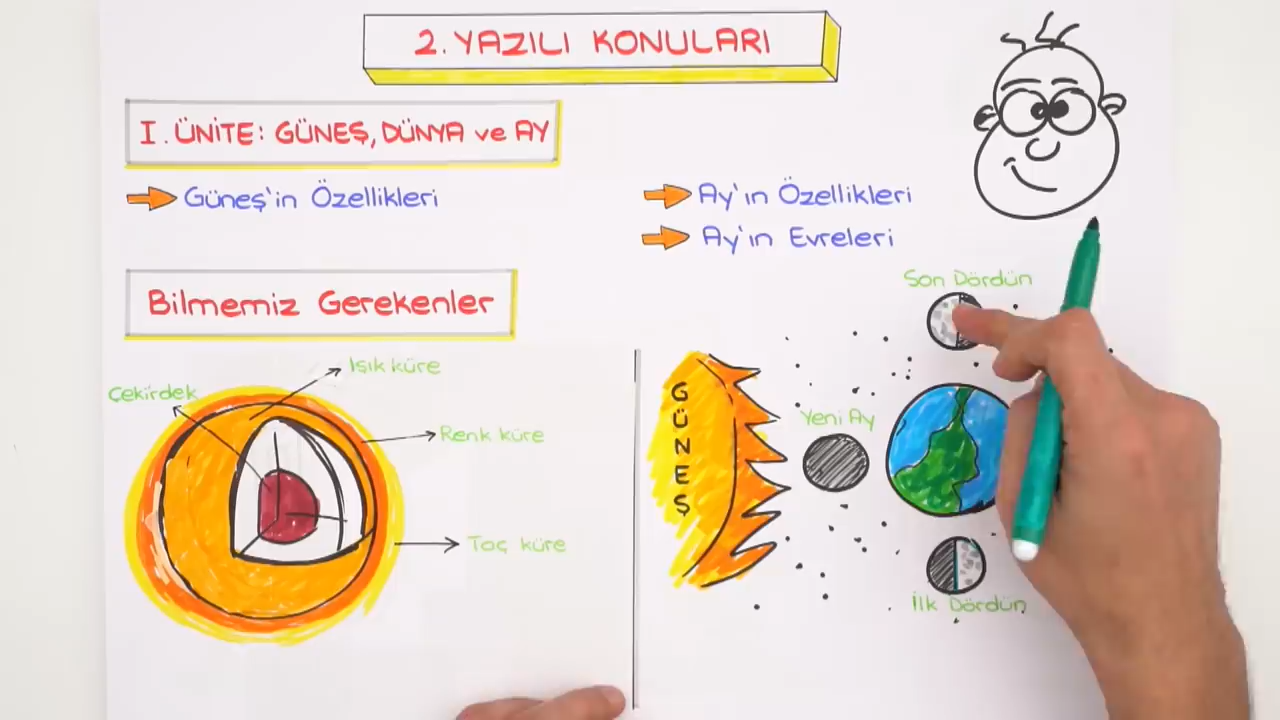 2. YAZILI KONULARI
I. ÜNİTE: GÜNEŞ, DÜNYA ve AY
Güneş'in Özellikleri
Ay'ın Özellikleri
Ay'ın Evreleri
Bilmemiz Gerekenler
Çekirdek
Işık küre
Renk küre
Taç küre
GÜNEŞ
Yeni Ay
Son Dördün
İlk Dördün